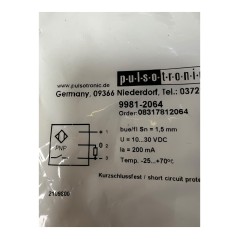 pulsotronic
www.pulsotronic.de
Germany, 09366 Niederdorf, Tel.: 0372
9981-2064
Order: 08317812064
bue/fl Sn = 1,5 mm
U = 10...30 VDC
Ia = 200 mA
Temp. -25...+70°C
PNP
Kurzschlussfest / short circuit prote